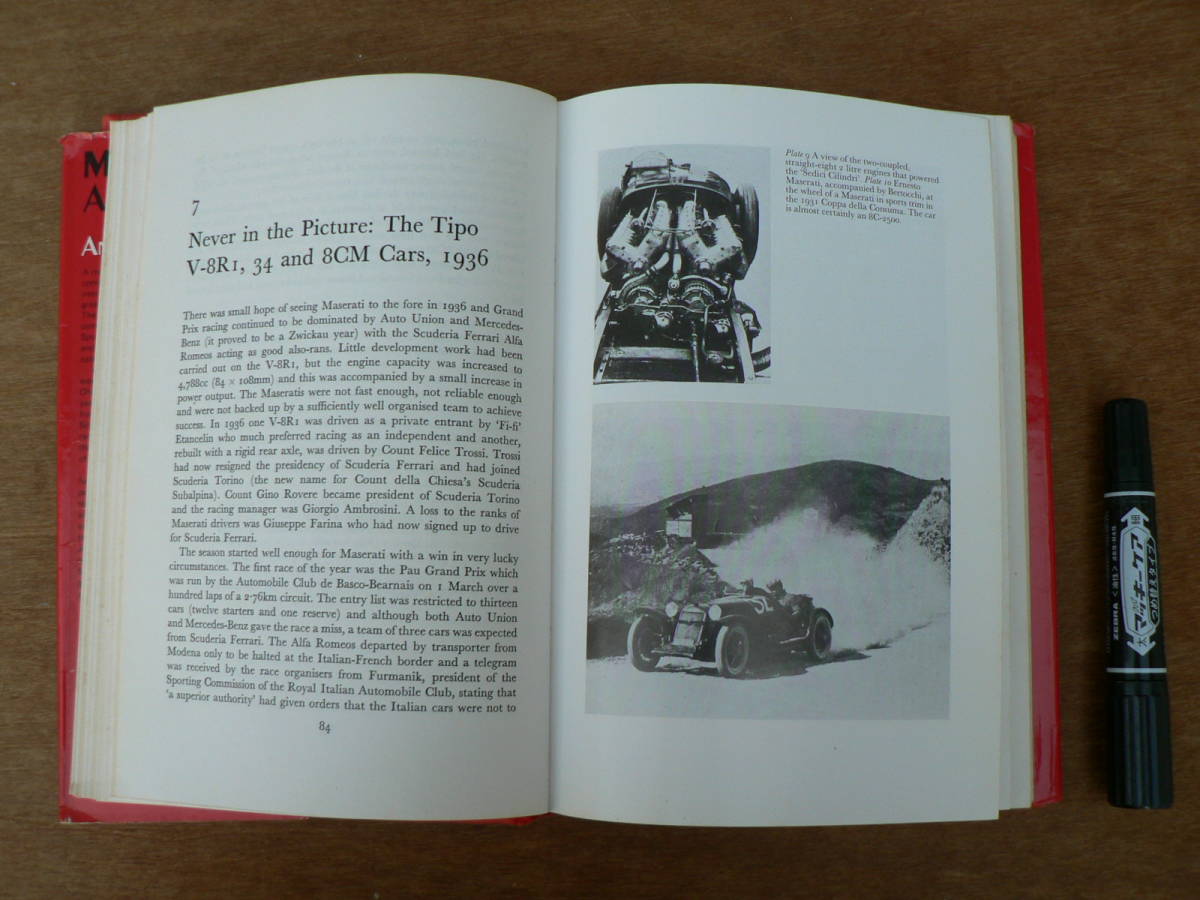 M
A
An
7
Never in the Picture: The Tipo
V-8R1, 34 and 8CM Cars, 1936
There was small hope of seeing Maserati to the fore in 1936 and Grand
Prix racing continued to be dominated by Auto Union and Mercedes-
Benz (it proved to be a Zwickau year) with the Scuderia Ferrari Alfa
Romeos acting as good also-rans. Little development work had been
carried out on the V-8R1, but the engine capacity was increased to
4,788cc (84 × 108mm) and this was accompanied by a small increase in
power output. The Maseratis were not fast enough, not reliable enough
and were not backed up by a sufficiently well organised team to achieve
success. In 1936 one V-8R1 was driven as a private entrant by 'Fi-fi'
Etancelin who much preferred racing as an independent and another,
rebuilt with a rigid rear axle, was driven by Count Felice Trossi. Trossi
had now resigned the presidency of Scuderia Ferrari and had joined
Scuderia Torino (the new name for Count della Chiesa's Scuderia
Subalpina). Count Gino Rovere became president of Scuderia Torino
and the racing manager was Giorgio Ambrosini. A loss to the ranks of
Maserati drivers was Giuseppe Farina who had now signed up to drive
for Scuderia Ferrari.
The season started well enough for Maserati with a win in very lucky
circumstances. The first race of the year was the Pau Grand Prix which
was run by the Automobile Club de Basco-Bearnais on 1 March over a
hundred laps of a 2·76km circuit. The entry list was restricted to thirteen
cars (twelve starters and one reserve) and although both Auto Union
and Mercedes-Benz gave the race a miss, a team of three cars was expected
from Scuderia Ferrari. The Alfa Romeos departed by transporter from
Modena only to be halted at the Italian-French border and a telegram
was received by the race organisers from Furmanik, president of the
Sporting Commission of the Royal Italian Automobile Club, stating that
'a superior authority' had given orders that the Italian cars were not to
84
Plate 9 A view of the two-coupled,
straight-eight 2 litre engines that powered
the 'Sedici Cilindri'. Plate 10 Ernesto
Maserati, accompanied by Bertocchi, at
the wheel of a Maserati in sports trim in
the 1931 Coppa della Consuma. The car
is almost certainly an 8C-2500.
ZEBRA <油性>
太 マッキーケア 細